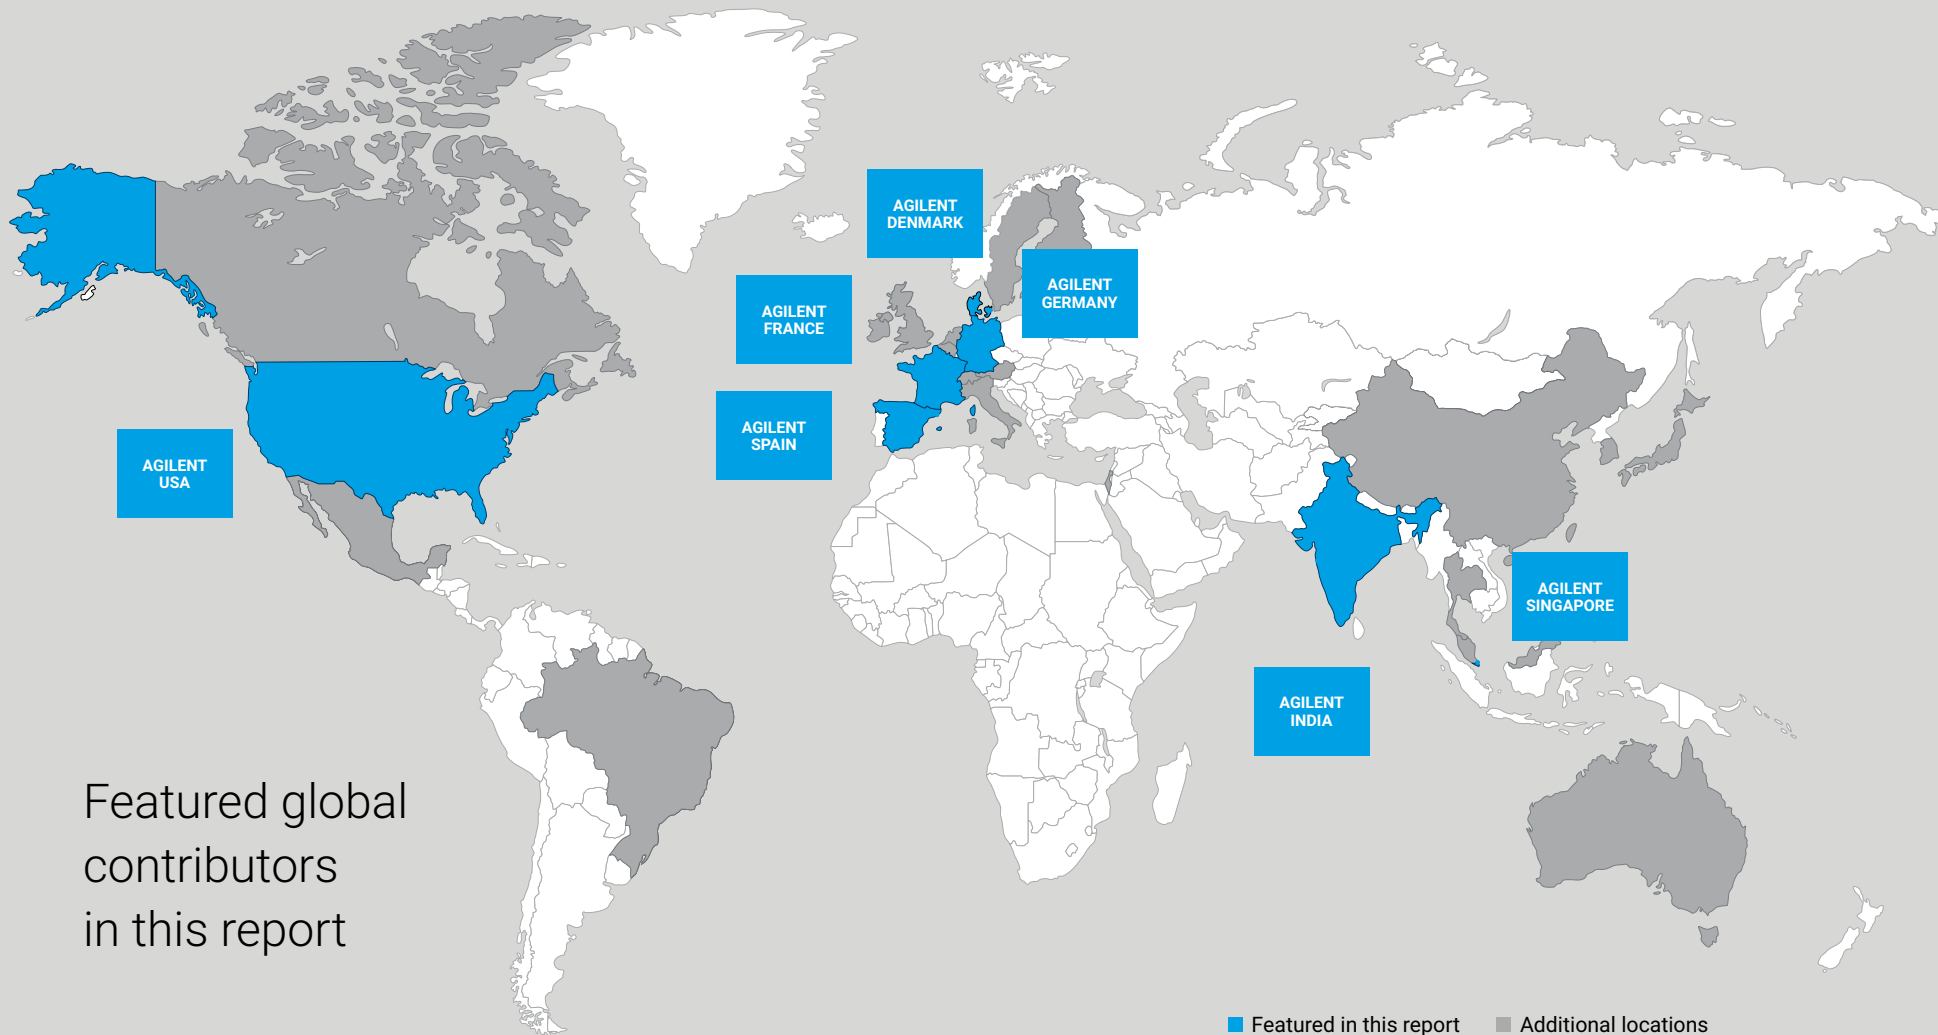 AGILENT
DENMARK
AGILENT
GERMANY
AGILENT
FRANCE
AGILENT
SPAIN
AGILENT
USA
AGILENT
SINGAPORE
AGILENT
INDIA
Featured global
contributors
in this report
Featured in this report
Additional locations